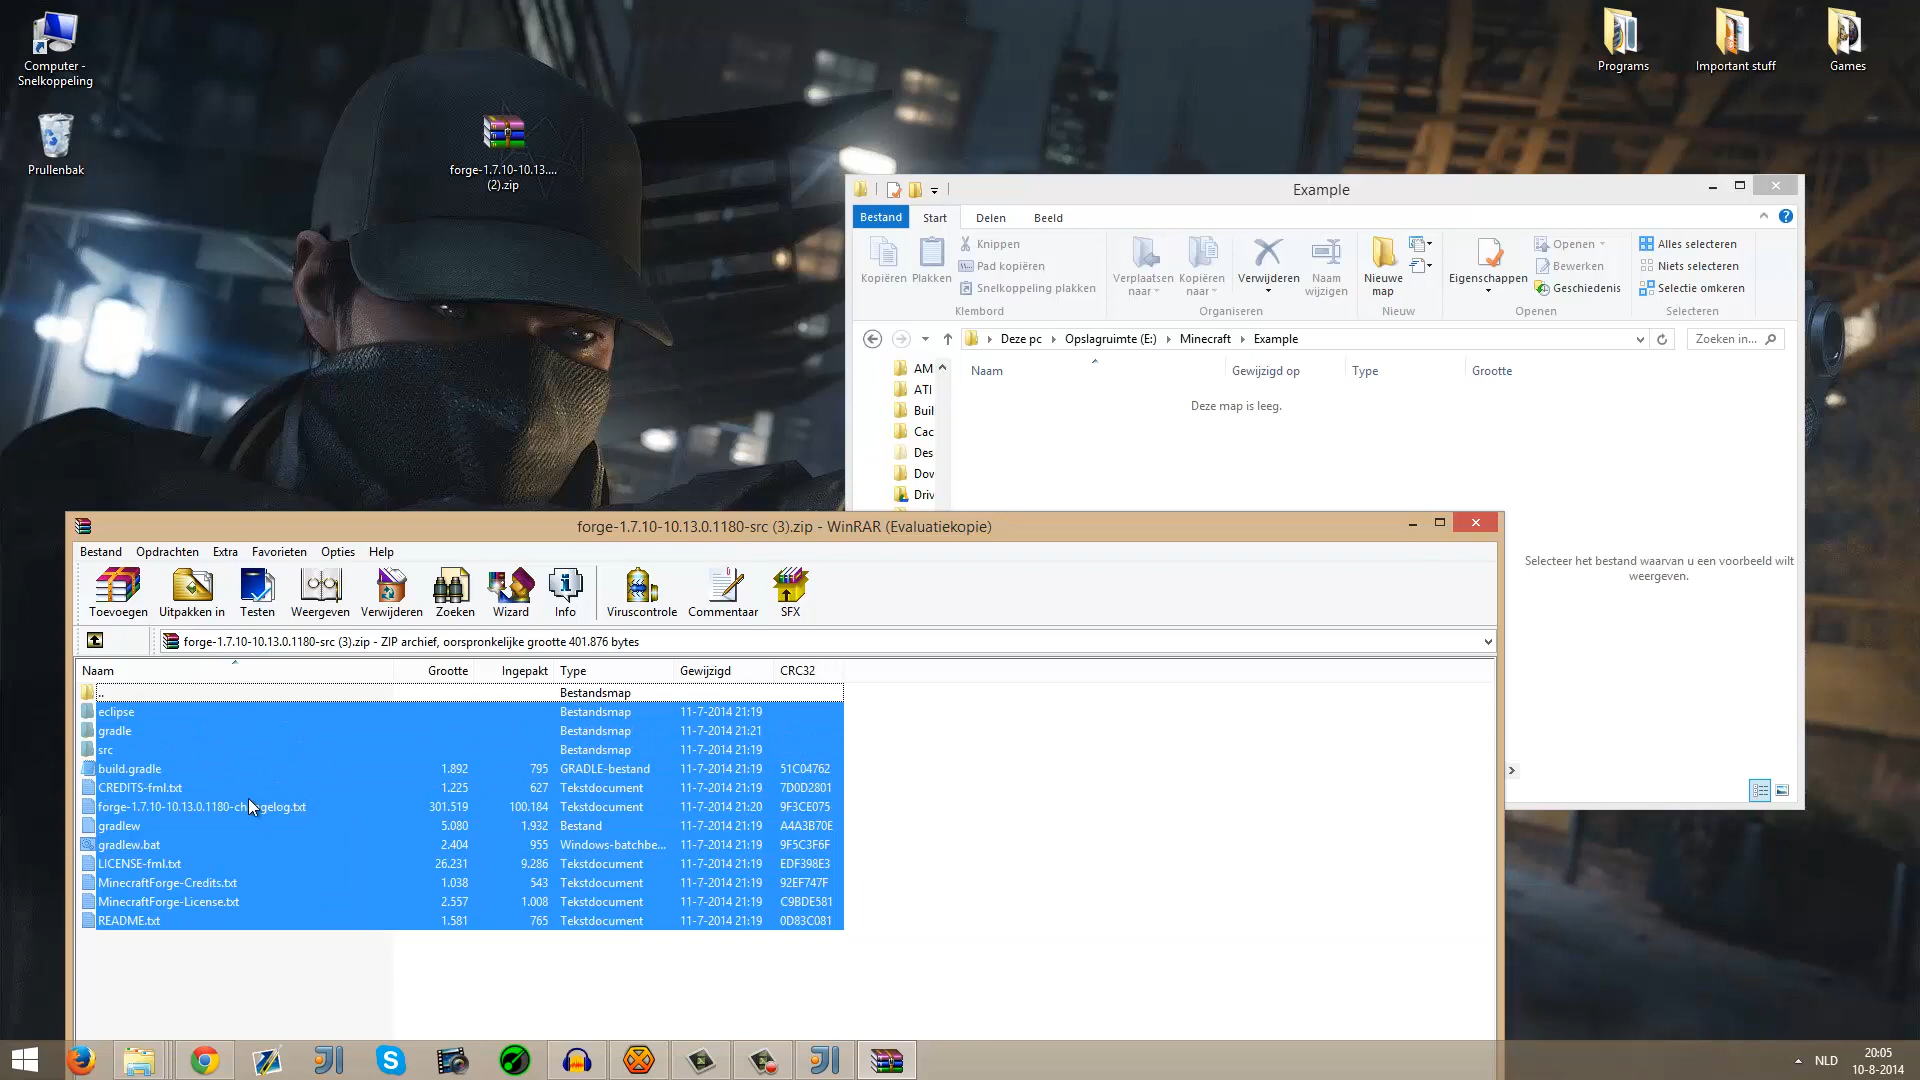 Computer -
Snelkoppeling
Prullenbak
forge-1.7.10-10.13....
(2).zip
Programs
Important stuff
Games
Example
Bestand
Start
Delen
Beeld
Kopiëren
Plakken
Knippen
Pad kopiëren
Snelkoppeling plakken
Klembord
Verplaatsen
naar
Kopiëren
naar
Verwijderen
Naam
wijzigen
Organiseren
Nieuwe
map
Nieuw
Eigenschappen
Openen
Bewerken
Geschiedenis
Openen
Alles selecteren
Niets selecteren
Selectie omkeren
Selecteren
Deze pc
Opslagruimte (E:)
Minecraft
Example
Zoeken in...
AM
ATI
Buil
Cac
Des
Dov
Driv
Naam
Gewijzigd op
Type
Grootte
Deze map is leeg.
Selecteer het bestand waarvan u een voorbeeld wilt
weergeven.
forge-1.7.10-10.13.0.1180-src (3).zip - WinRAR (Evaluatiekopie)
Bestand Opdrachten Extra Favorieten Opties Help
Toevoegen Uitpakken in Testen Weergeven Verwijderen Zoeken Wizard Info Viruscontrole Commentaar SFX
forge-1.7.10-10.13.0.1180-src (3).zip - ZIP archief, oorspronkelijke grootte 401.876 bytes
Naam Grootte Ingepakt Type Gewijzigd CRC32
.. Bestandsmap
eclipse Bestandsmap 11-7-2014 21:19
gradle Bestandsmap 11-7-2014 21:21
src Bestandsmap 11-7-2014 21:19
build.gradle 1.892 795 GRADLE-bestand 11-7-2014 21:19 51C04762
CREDITS-fml.txt 1.225 627 Tekstdocument 11-7-2014 21:19 7D0D2801
forge-1.7.10-10.13.0.1180-changelog.txt 301.519 100.184 Tekstdocument 11-7-2014 21:20 9F3CE075
gradlew 5.080 1.932 Bestand 11-7-2014 21:19 A4A3B70E
gradlew.bat 2.404 955 Windows-batchbe... 11-7-2014 21:19 9F5C3F6F
LICENSE-fml.txt 26.231 9.286 Tekstdocument 11-7-2014 21:19 EDF398E3
MinecraftForge-Credits.txt 1.038 543 Tekstdocument 11-7-2014 21:19 92EF747F
MinecraftForge-License.txt 2.557 1.008 Tekstdocument 11-7-2014 21:19 C9BDE581
README.txt 1.581 765 Tekstdocument 11-7-2014 21:19 0D83C081
NLD
20:05
10-8-2014